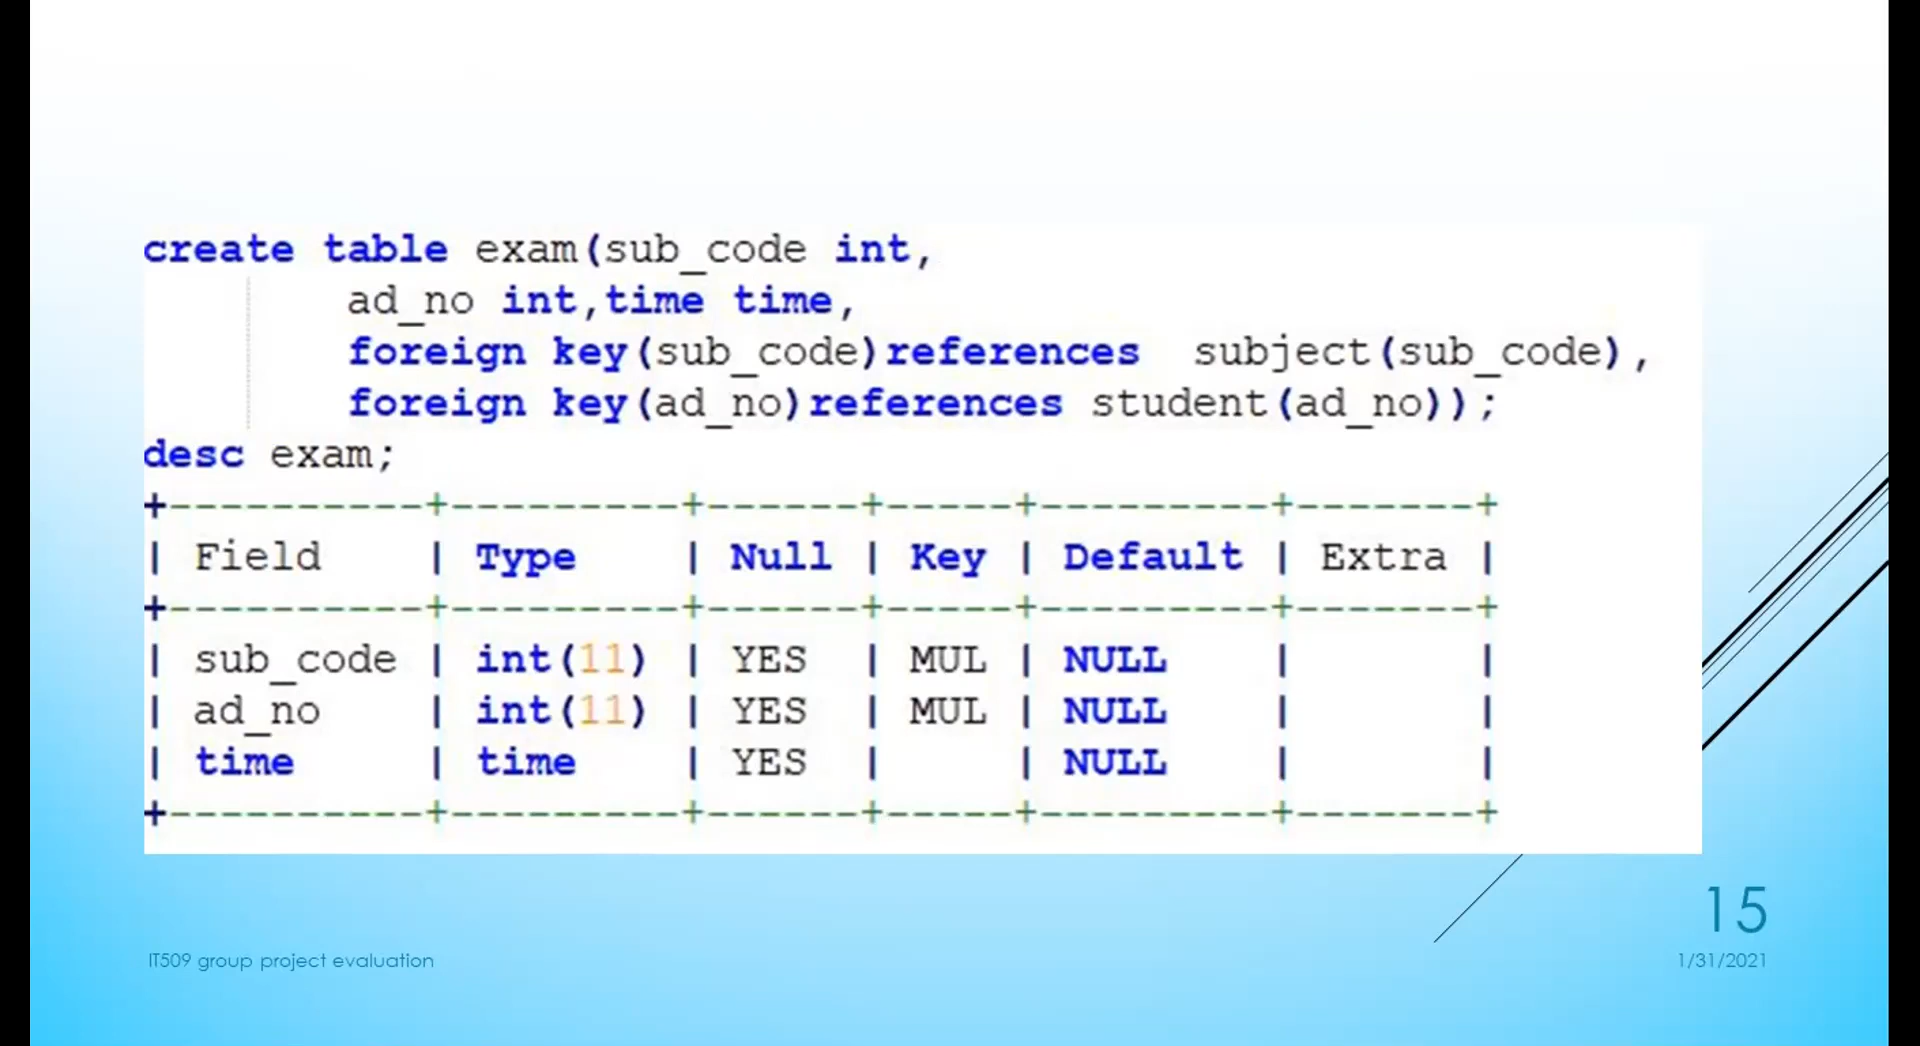 create table exam(sub_code int,
ad_no int,time time,
foreign key(sub_code)references  subject(sub_code),
foreign key(ad_no)references student(ad_no));
desc exam;
+----------+---------+------+-----+---------+-------+
| Field    | Type    | Null | Key | Default | Extra |
+----------+---------+------+-----+---------+-------+
| sub_code | int(11) | YES  | MUL | NULL    |       |
| ad_no    | int(11) | YES  | MUL | NULL    |       |
| time     | time    | YES  |     | NULL    |       |
+----------+---------+------+-----+---------+-------+
15
IT509 group project evaluation
1/31/2021